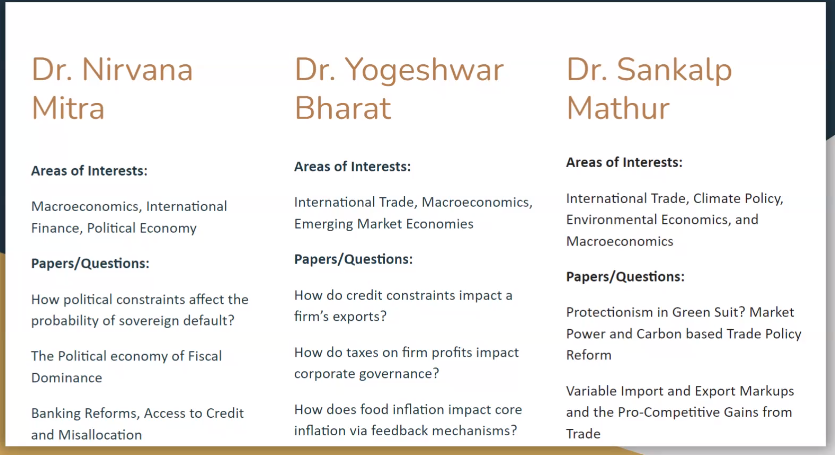 Dr. Nirvana
Mitra
Areas of Interests:
Macroeconomics, International
Finance, Political Economy
Papers/Questions:
How political constraints affect the
probability of sovereign default?
The Political economy of Fiscal
Dominance
Banking Reforms, Access to Credit
and Misallocation
Dr. Yogeshwar
Bharat
Areas of Interests:
International Trade, Macroeconomics,
Emerging Market Economies
Papers/Questions:
How do credit constraints impact a
firm’s exports?
How do taxes on firm profits impact
corporate governance?
How does food inflation impact core
inflation via feedback mechanisms?
Dr. Sankalp
Mathur
Areas of Interests:
International Trade, Climate Policy,
Environmental Economics, and
Macroeconomics
Papers/Questions:
Protectionism in Green Suit? Market
Power and Carbon based Trade Policy
Reform
Variable Import and Export Markups
and the Pro-Competitive Gains from
Trade